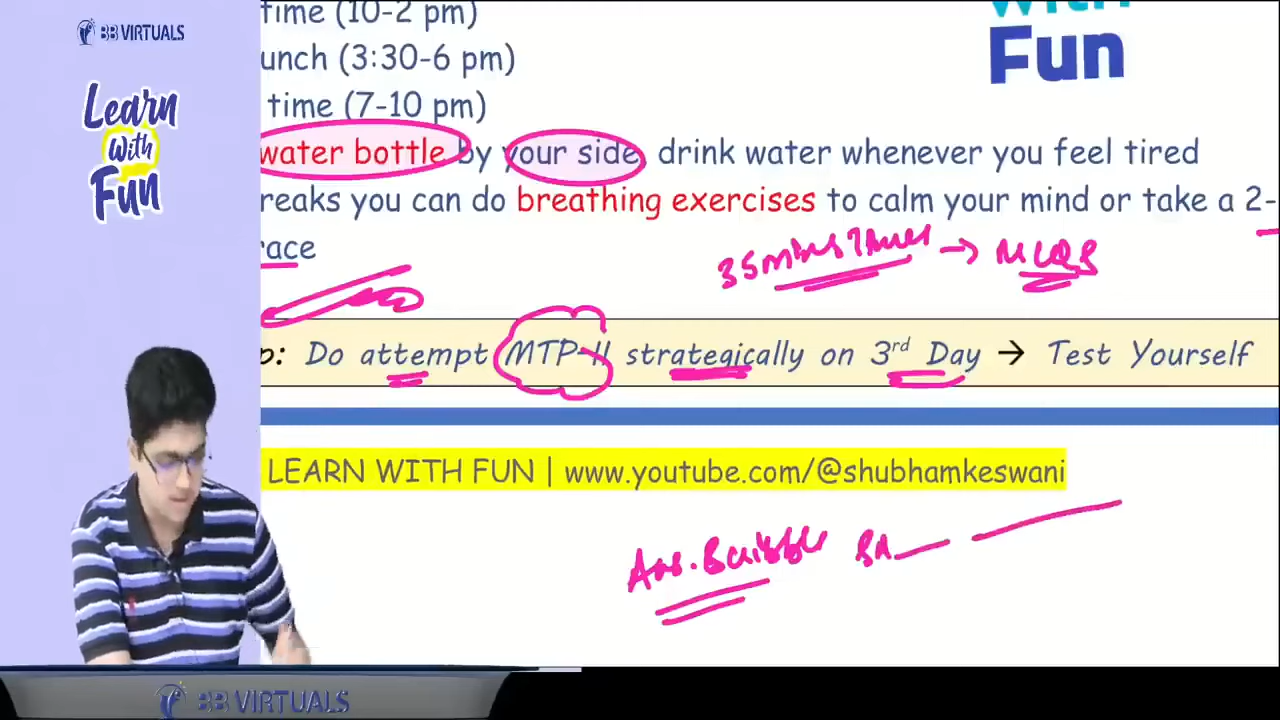 BB VIRTUALS
Learn
With
Fun
time (10-2 pm)
unch (3:30-6 pm)
time (7-10 pm)
water bottle by your side, drink water whenever you feel tired
reaks you can do breathing exercises to calm your mind or take a 2-
race
With
Fun
35mins → MCQs
p: Do attempt MTP-II strategically on 3rd Day → Test Yourself
LEARN WITH FUN | www.youtube.com/@shubhamkeswani
BB VIRTUALS